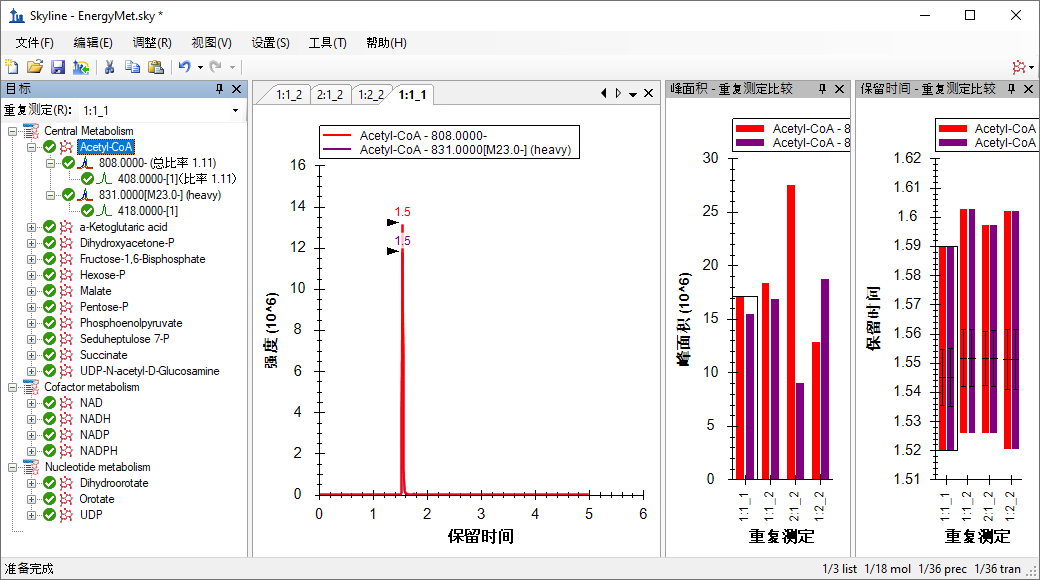 Skyline - EnergyMet.sky *
文件(F) 编辑(E) 调整(R) 视图(V) 设置(S) 工具(T) 帮助(H)
目标
重复测定(R): 1:1_1
Central Metabolism
Acetyl-CoA
808.0000- (总比率 1.11)
408.0000-[1](比率 1.11)
831.0000[M23.0-] (heavy)
418.0000-[1]
a-Ketoglutaric acid
Dihydroxyacetone-P
Fructose-1,6-Bisphosphate
Hexose-P
Malate
Pentose-P
Phosphoenolpyruvate
Seduheptulose 7-P
Succinate
UDP-N-acetyl-D-Glucosamine
Cofactor metabolism
NAD
NADH
NADP
NADPH
Nucleotide metabolism
Dihydroorotate
Orotate
UDP
1:1_2 2:1_2 1:2_2 1:1_1
Acetyl-CoA - 808.0000-
Acetyl-CoA - 831.0000[M23.0-] (heavy)
16
14
12
10
8
6
4
2
0
强度 (10^6)
1.5
1.5
0 1 2 3 4 5 6
保留时间
峰面积 - 重复测定比较
Acetyl-CoA - 8
Acetyl-CoA - 8
30
25
20
15
10
5
0
峰面积 (10^6)
1:1_1 1:1_2 2:1_2 1:2_2
重复测定
保留时间 - 重复测定比较
Acetyl-CoA
Acetyl-CoA
1.62
1.61
1.6
1.59
1.58
1.57
1.56
1.55
1.54
1.53
1.52
1.51
保留时间
1:1_1 1:1_2 2:1_2 1:2_2
重复测定
准备完成
1/3 list 1/18 mol 1/36 prec 1/36 tran